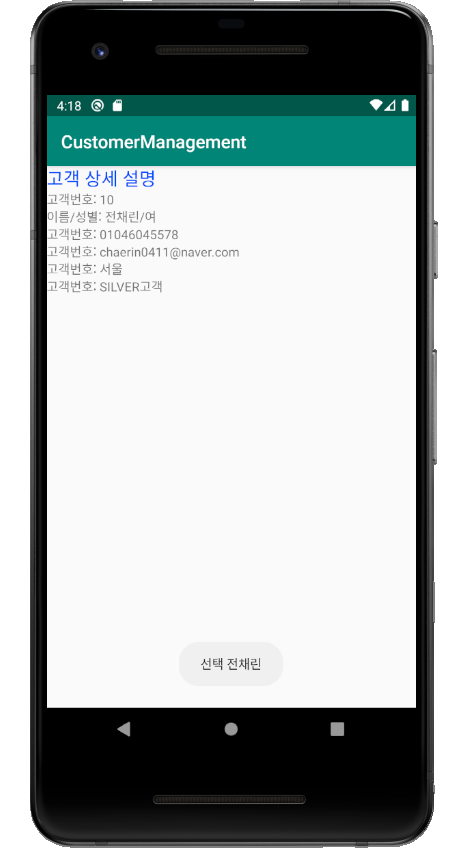 4:18
CustomerManagement
고객 상세 설명
고객번호: 10
이름/성별: 전채린/여
고객번호: 01046045578
고객번호: chaerin0411@naver.com
고객번호: 서울
고객번호: SILVER고객
선택 전채린